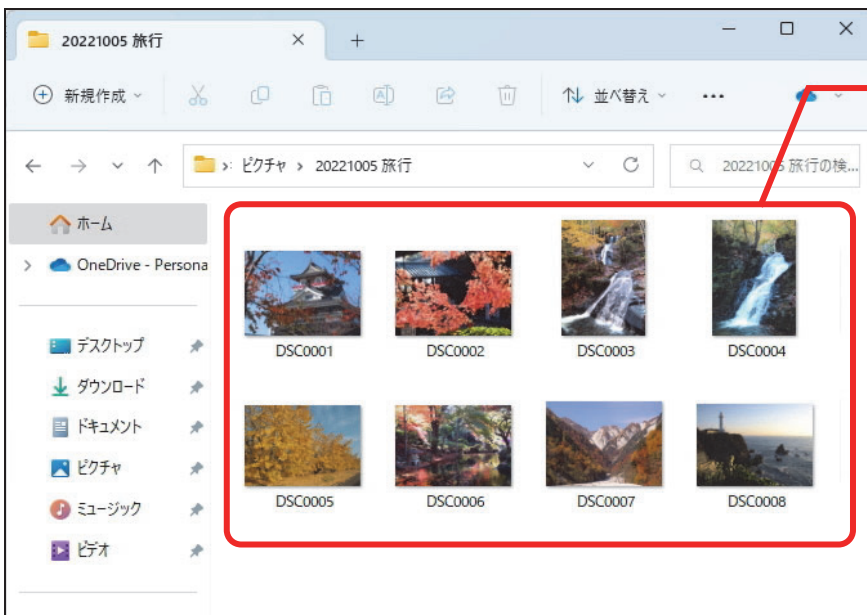 20221005 旅行
新規作成
並べ替え
ピクチャ › 20221005 旅行
20221005 旅行の検...
ホーム
OneDrive - Persona
デスクトップ
ダウンロード
ドキュメント
ピクチャ
ミュージック
ビデオ
DSC0001 DSC0002 DSC0003 DSC0004
DSC0005 DSC0006 DSC0007 DSC0008